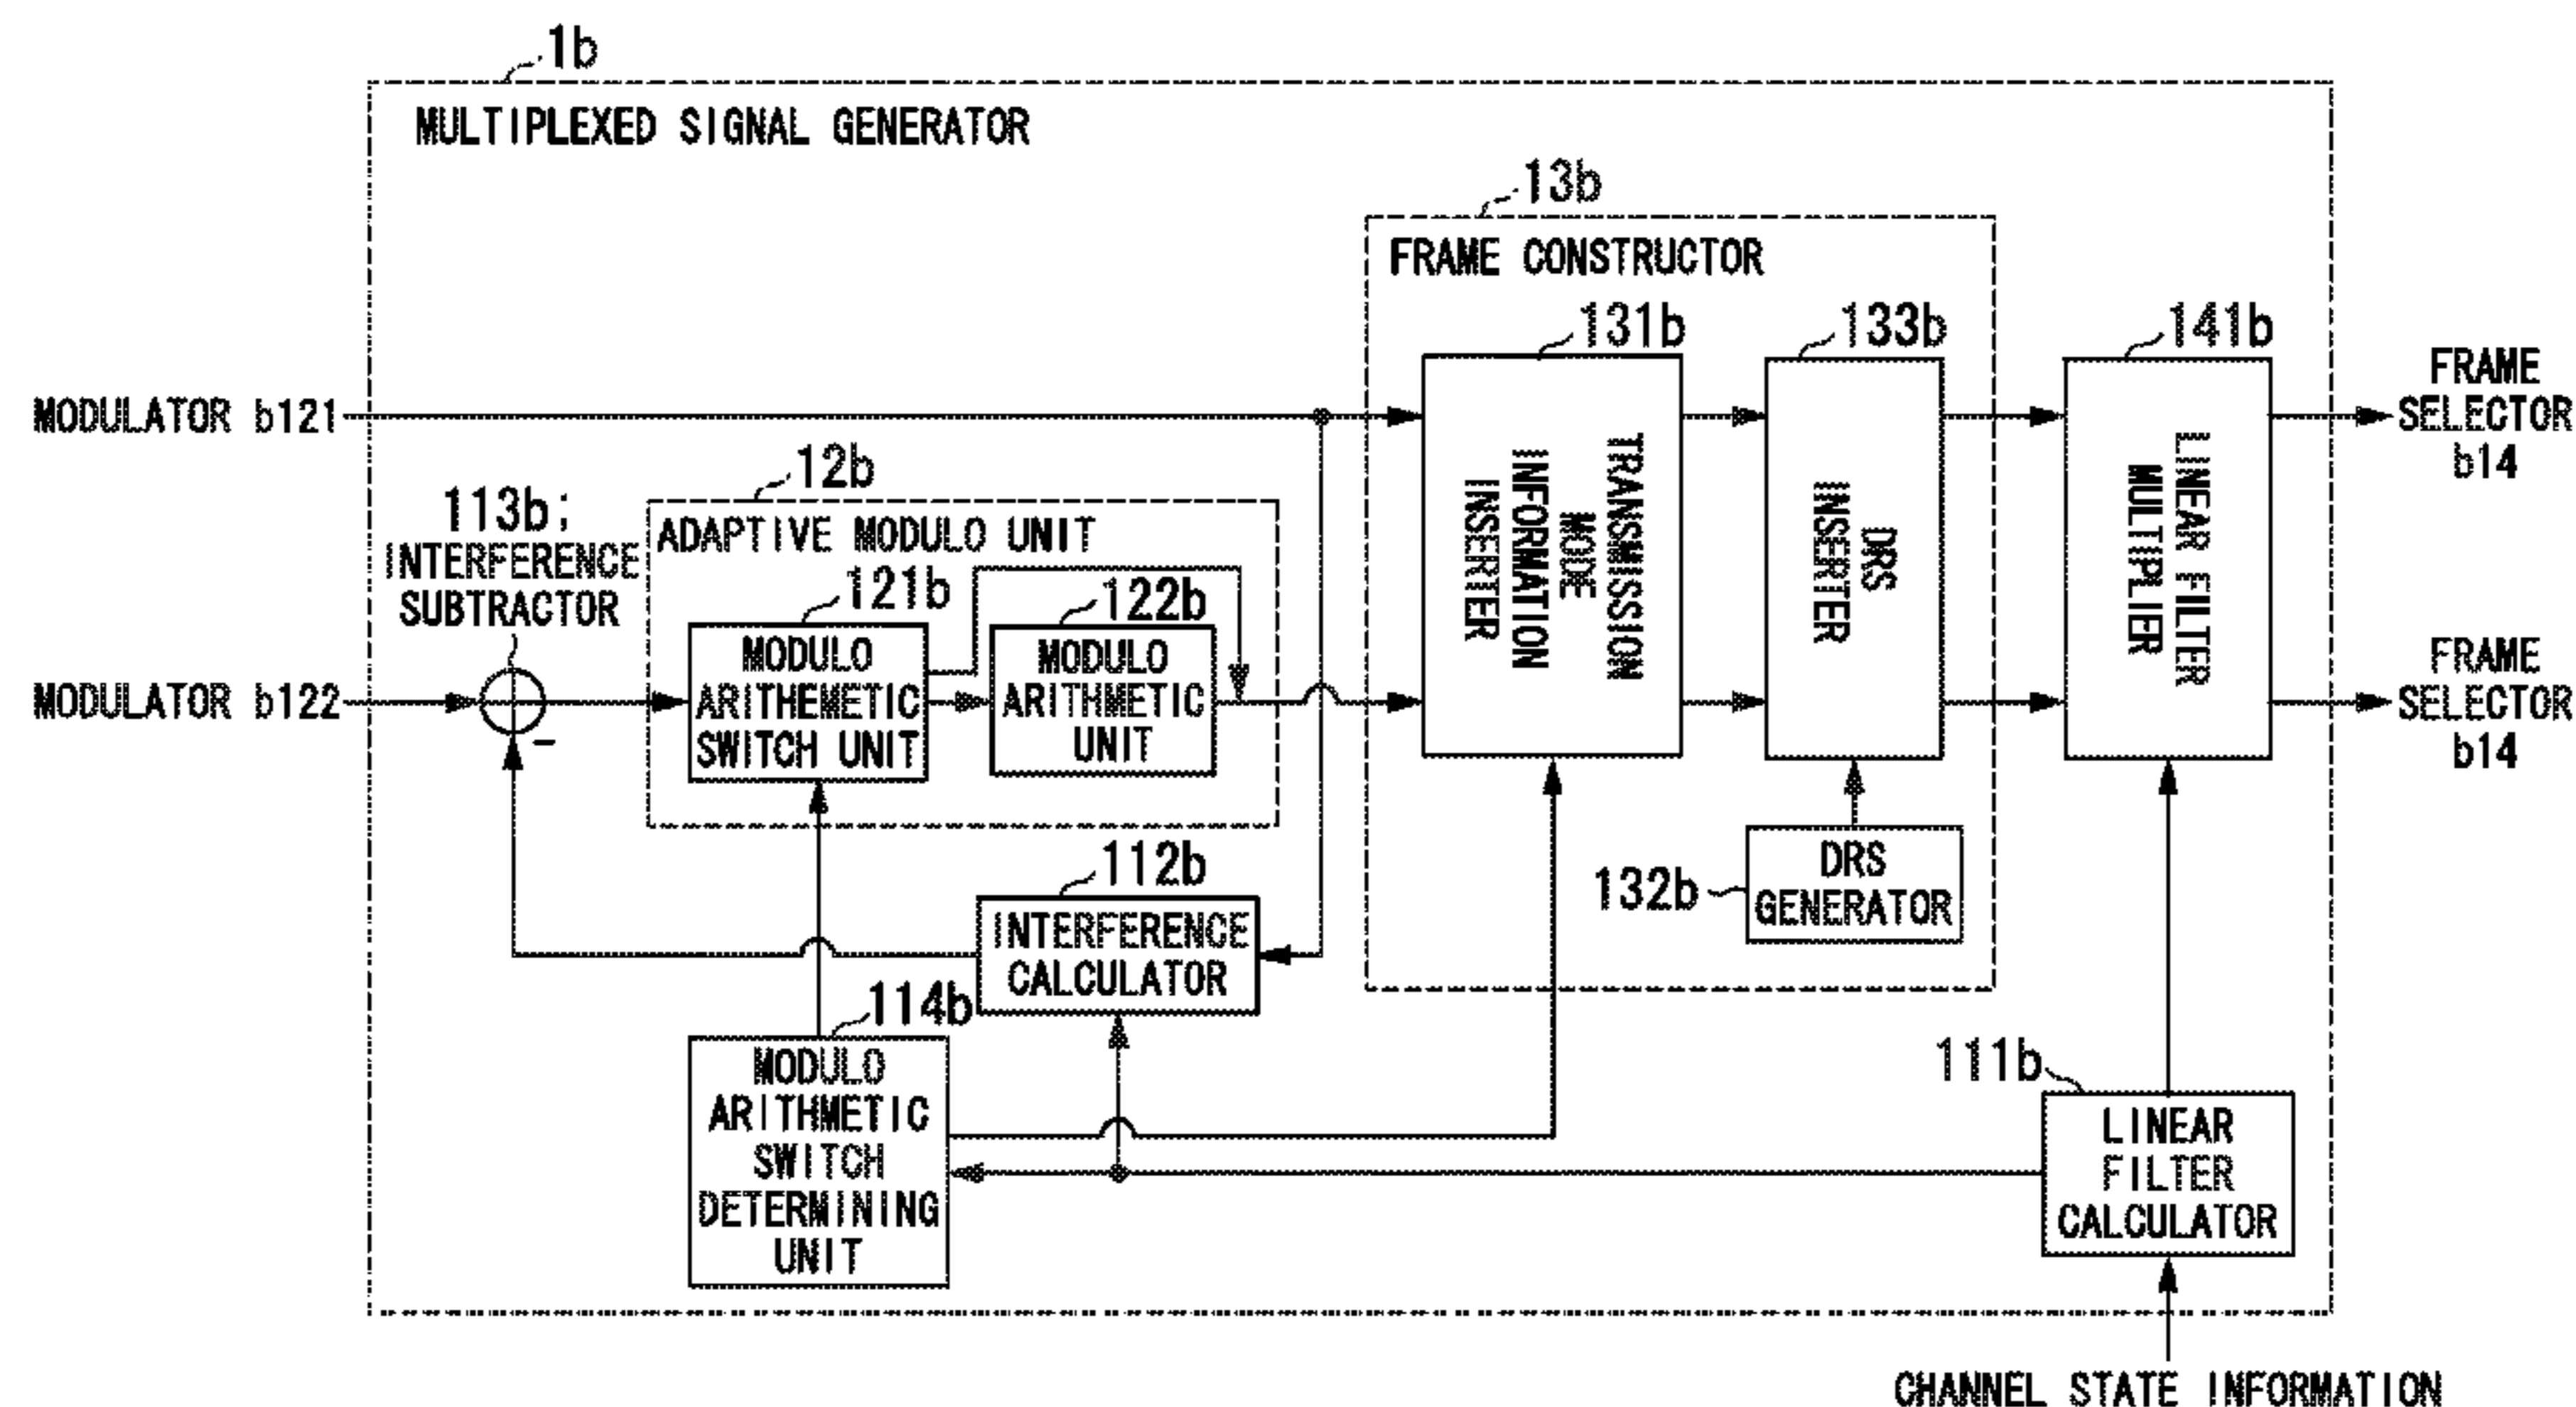 1b
MULTIPLEXED SIGNAL GENERATOR
13b
FRAME CONSTRUCTOR
131b
133b
141b
MODULATOR b121
TRANSMISSION
MODE
INFORMATION
INSERTER
DRS
INSERTER
LINEAR FILTER
MULTIPLIER
FRAME
SELECTOR
b14
12b
ADAPTIVE MODULO UNIT
113b;
INTERFERENCE
SUBTRACTOR
121b
122b
MODULATOR b122
MODULO
ARITHEMETIC
SWITCH UNIT
MODULO
ARITHMETIC
UNIT
FRAME
SELECTOR
b14
-
112b
INTERFERENCE
CALCULATOR
132b
DRS
GENERATOR
114b
MODULO
ARITHMETIC
SWITCH
DETERMINING
UNIT
111b
LINEAR
FILTER
CALCULATOR
CHANNEL STATE INFORMATION